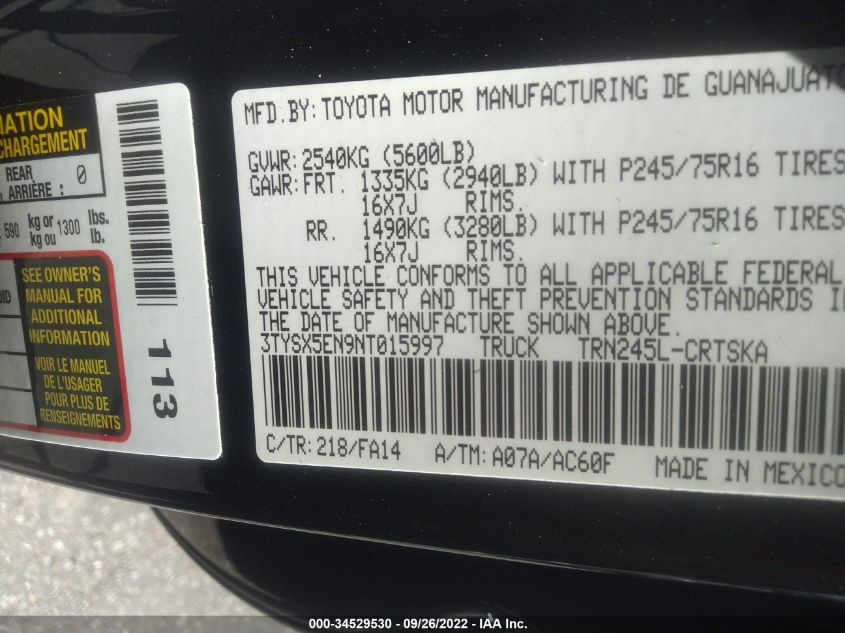 MATION
CHARGEMENT
REAR
ARRIÈRE : 0
590 kg or 1300 lbs.
kg ou lb.
SEE OWNER'S
MANUAL FOR
ADDITIONAL
INFORMATION
VOIR LE MANUEL
DE L'USAGER
POUR PLUS DE
RENSEIGNEMENTS
113
MFD.BY:TOYOTA MOTOR MANUFACTURING DE GUANAJUATO
GVWR:2540KG (5600LB)
GAWR:FRT. 1335KG (2940LB) WITH P245/75R16 TIRES
16X7J RIMS.
RR. 1490KG (3280LB) WITH P245/75R16 TIRES
16X7J RIMS.
THIS VEHICLE CONFORMS TO ALL APPLICABLE FEDERAL
VEHICLE SAFETY AND THEFT PREVENTION STANDARDS I
THE DATE OF MANUFACTURE SHOWN ABOVE.
3TYSX5EN9NT015997 TRUCK TRN245L-CRTSKA
C/TR:218/FA14 A/TM:A07A/AC60F MADE IN MEXICO
000-34529530 - 09/26/2022 - IAA Inc.